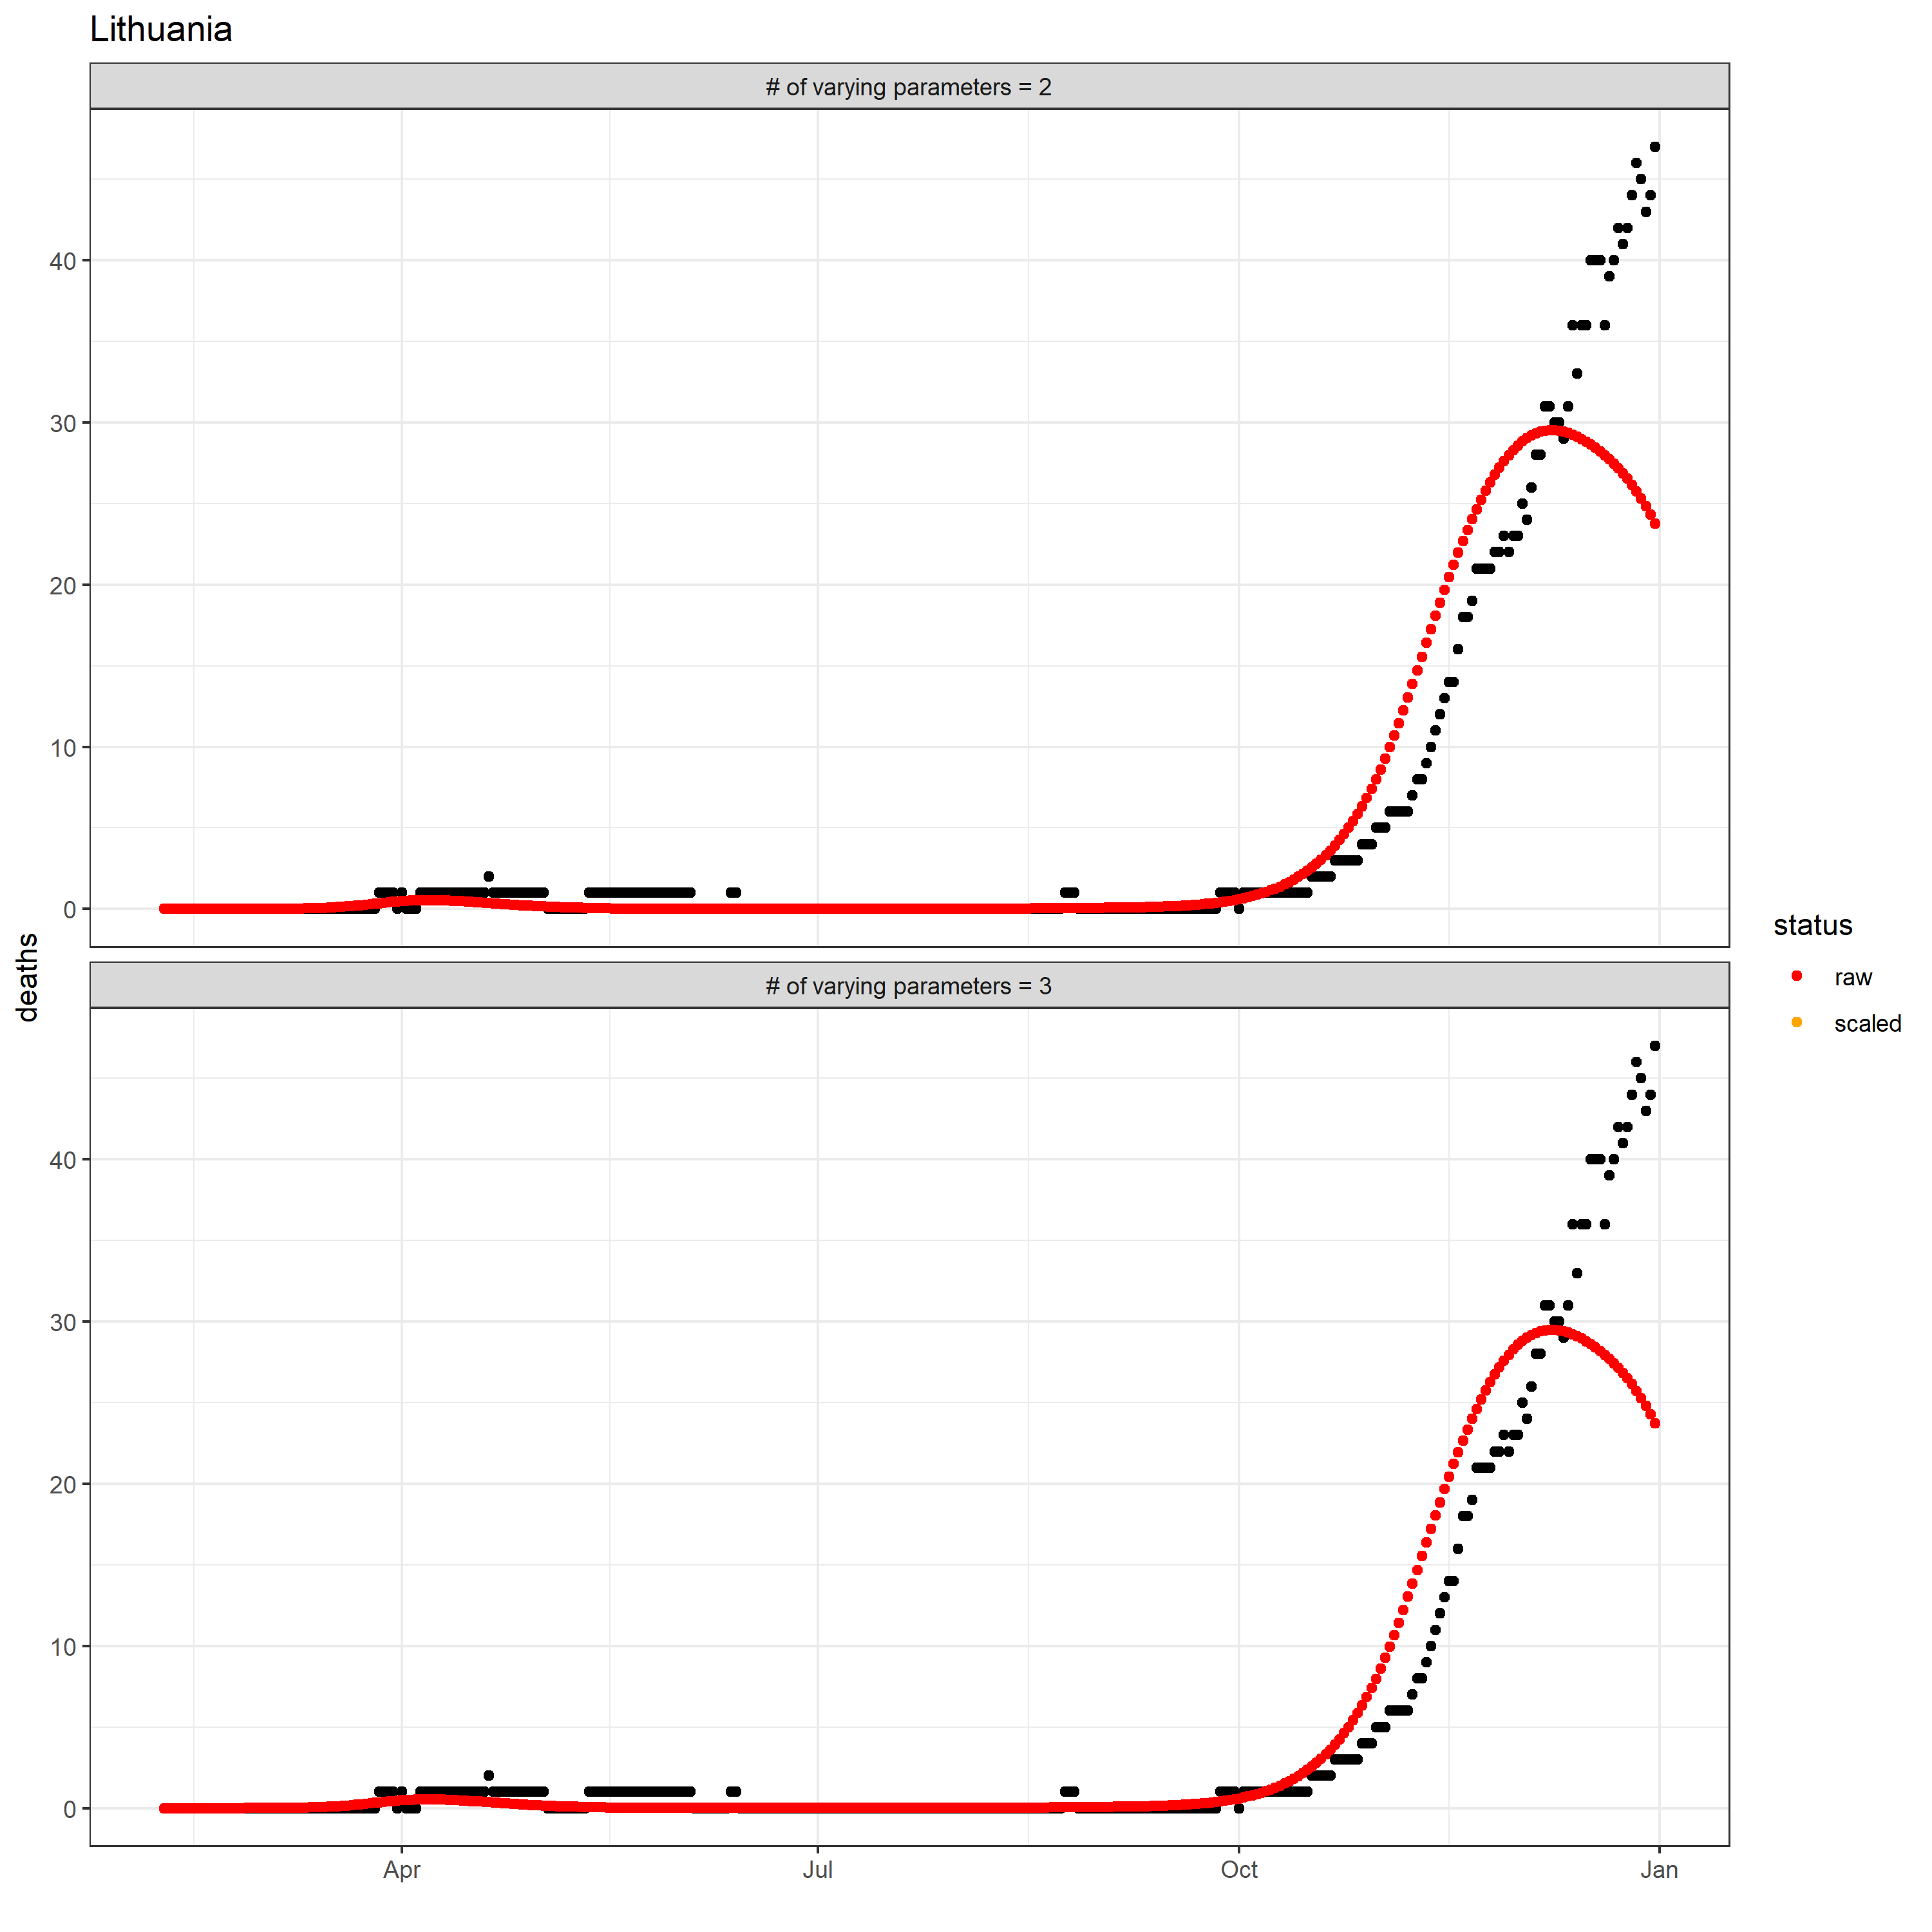 Lithuania
# of varying parameters = 2
40
30
20
10
0
deaths
# of varying parameters = 3
40
30
20
10
0
Apr Jul Oct Jan
status
raw
scaled